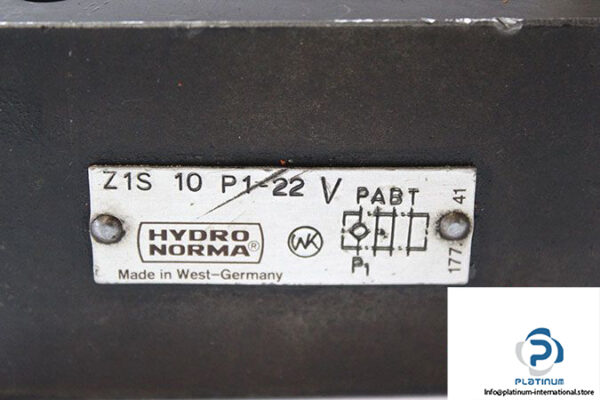 Z1S 10 P1-22 V
PABT
HYDRO
NORMA®
WK
P1
Made in West-Germany
177. 41
PLATINUM
Info@platinum-international.store